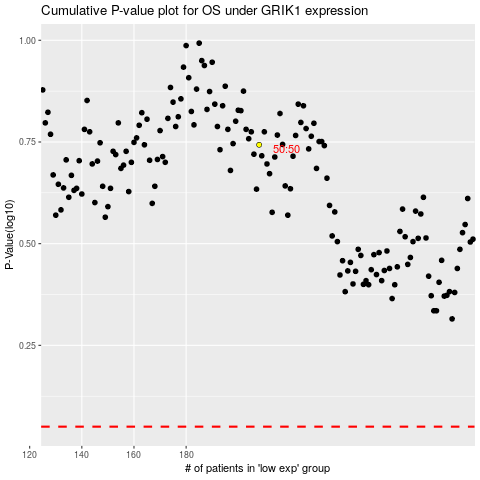 Cumulative P-value plot for OS under GRIK1 expression
P-Value(log10)
1.00
0.75
0.50
0.25
50:50
120 140 160 180
# of patients in 'low exp' group